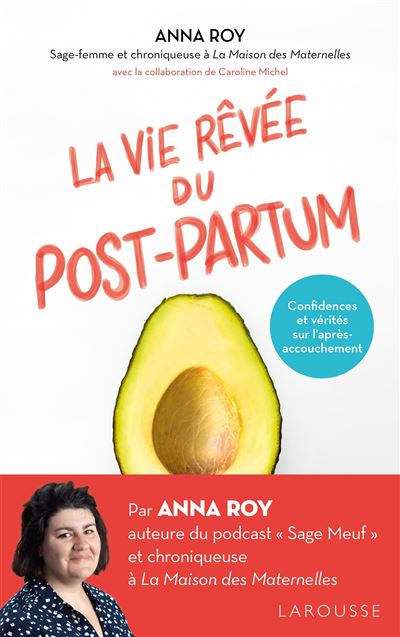 ANNA ROY
Sage-femme et chroniqueuse à La Maison des Maternelles
avec la collaboration de Caroline Michel
LA ViE RÊVÉE
DU
POST-PARTUM
Confidences
et vérités
sur l'après-
accouchement
Par ANNA ROY
auteure du podcast « Sage Meuf »
et chroniqueuse
à La Maison des Maternelles
LAROUSSE